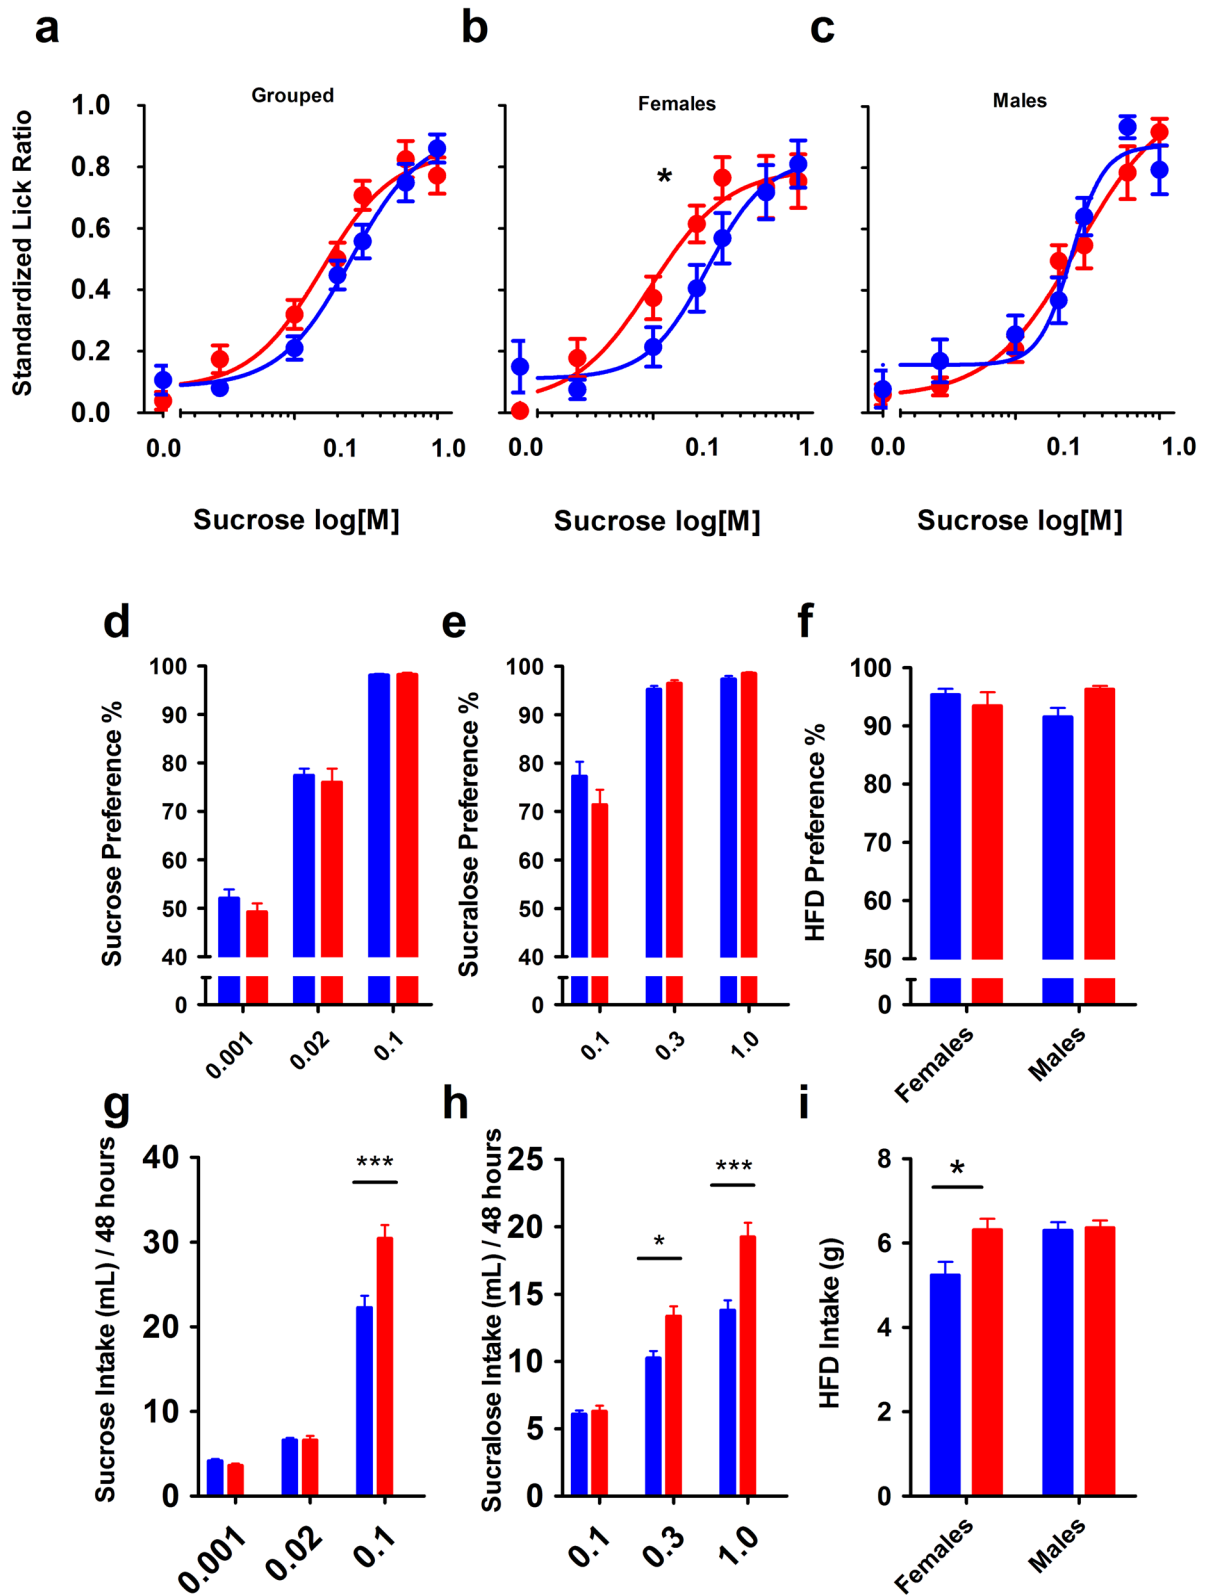 a
b
c
Grouped
Females
Males
Standardized Lick Ratio
1.0
0.8
0.6
0.4
0.2
0.0
0.0 0.1 1.0
0.0 0.1 1.0
0.0 0.1 1.0
*
Sucrose log[M]
Sucrose log[M]
Sucrose log[M]
d
e
f
Sucrose Preference %
100
90
80
70
60
50
40
0
0.001 0.02 0.1
Sucralose Preference %
100
90
80
70
60
50
40
0
0.1 0.3 1.0
HFD Preference %
100
90
80
70
60
50
0
Females Males
g
h
i
Sucrose Intake (mL) / 48 hours
40
30
20
10
0
***
0.001 0.02 0.1
Sucralose Intake (mL) / 48 hours
25
20
15
10
5
0
*
***
0.1 0.3 1.0
HFD Intake (g)
8
6
4
2
0
*
Females Males